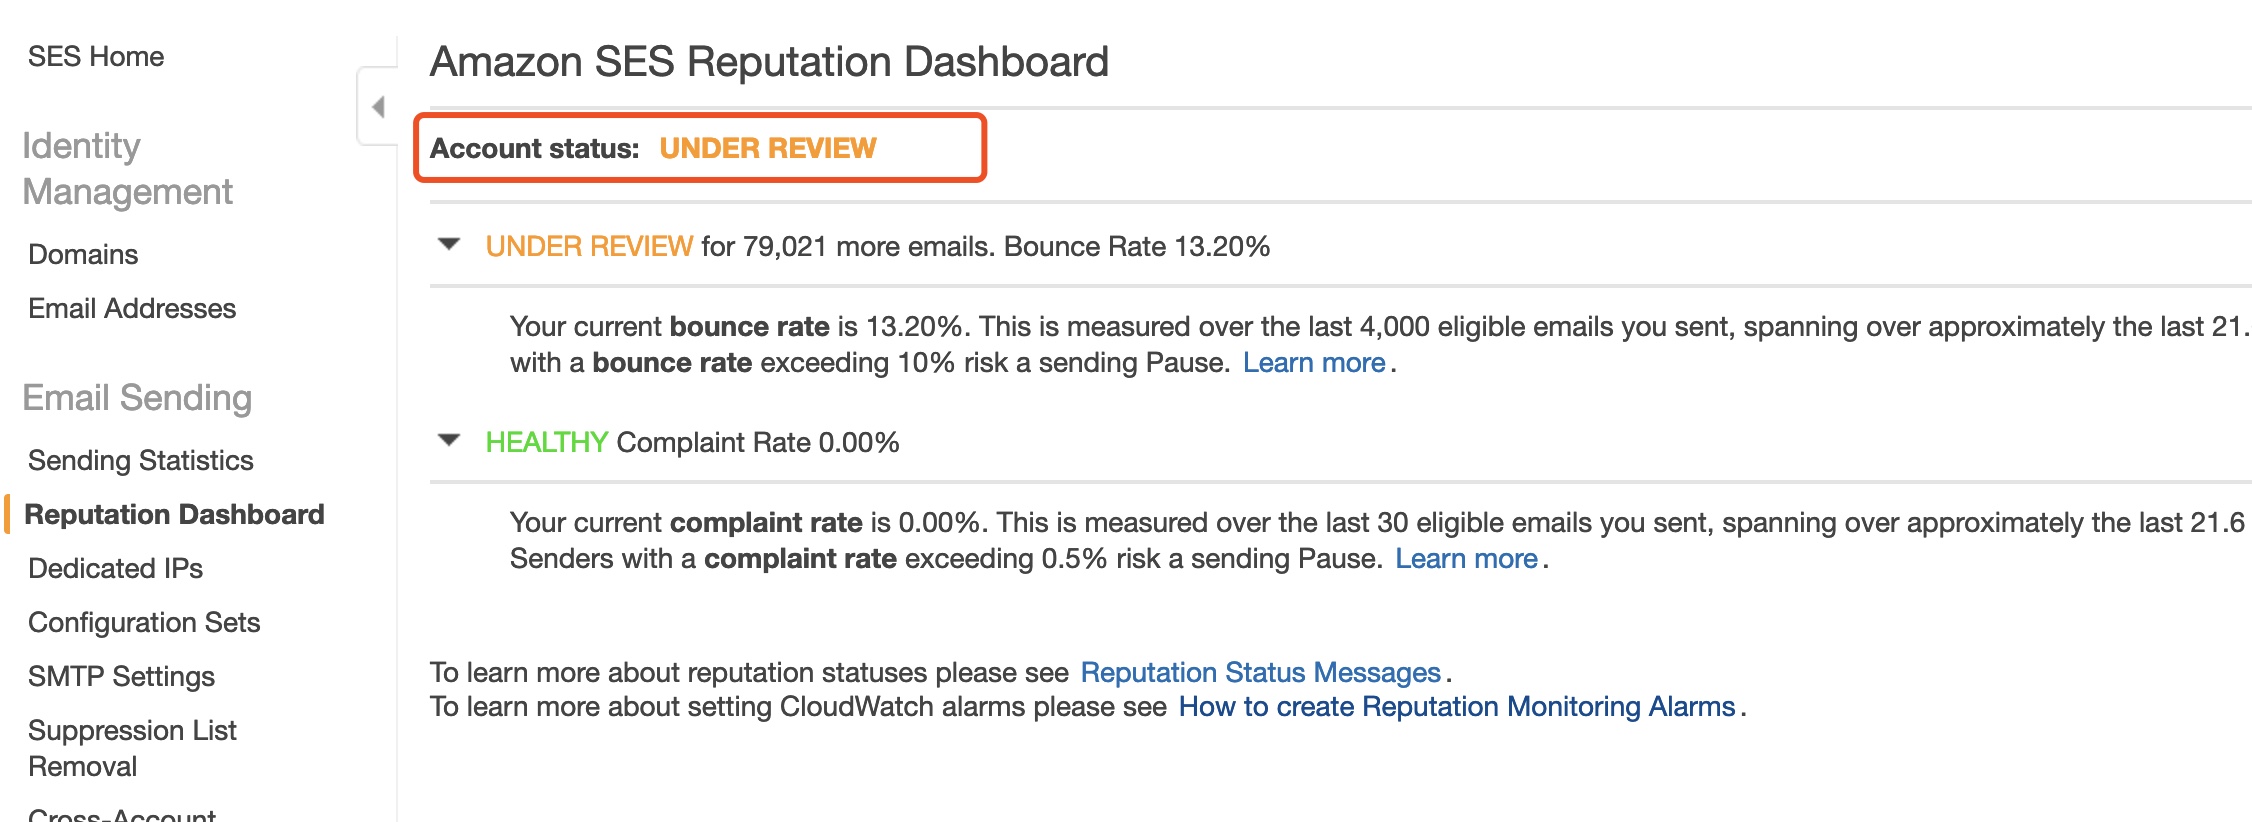 SES Home
Identity
Management
Domains
Email Addresses
Email Sending
Sending Statistics
Reputation Dashboard
Dedicated IPs
Configuration Sets
SMTP Settings
Suppression List
Removal
Cross-Account
Amazon SES Reputation Dashboard
Account status: UNDER REVIEW
UNDER REVIEW for 79,021 more emails. Bounce Rate 13.20%
Your current bounce rate is 13.20%. This is measured over the last 4,000 eligible emails you sent, spanning over approximately the last 21.
with a bounce rate exceeding 10% risk a sending Pause. Learn more.
HEALTHY Complaint Rate 0.00%
Your current complaint rate is 0.00%. This is measured over the last 30 eligible emails you sent, spanning over approximately the last 21.6
Senders with a complaint rate exceeding 0.5% risk a sending Pause. Learn more.
To learn more about reputation statuses please see Reputation Status Messages.
To learn more about setting CloudWatch alarms please see How to create Reputation Monitoring Alarms.